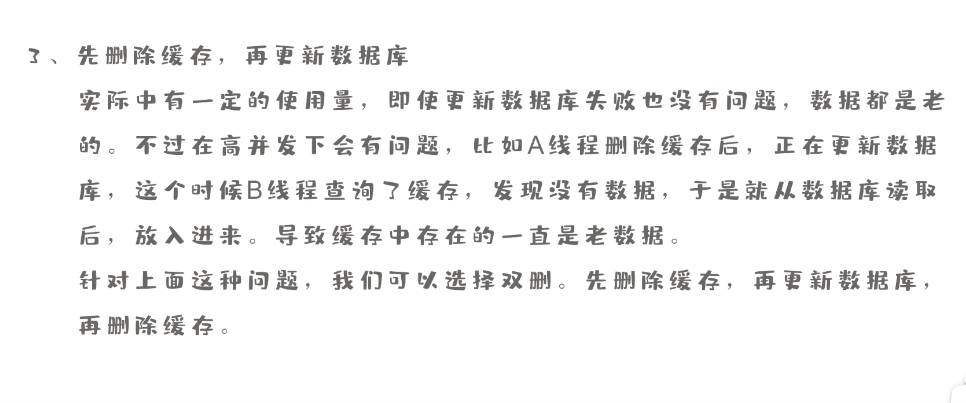 3、先删除缓存，再更新数据库
实际中有一定的使用量，即使更新数据库失败也没有问题，数据都是老
的。不过在高并发下会有问题，比如A线程删除缓存后，正在更新数据
库，这个时候B线程查询了缓存，发现没有数据，于是就从数据库读取
后，放入进来。导致缓存中存在的一直是老数据。
针对上面这种问题，我们可以选择双删。先删除缓存，再更新数据库，
再删除缓存。